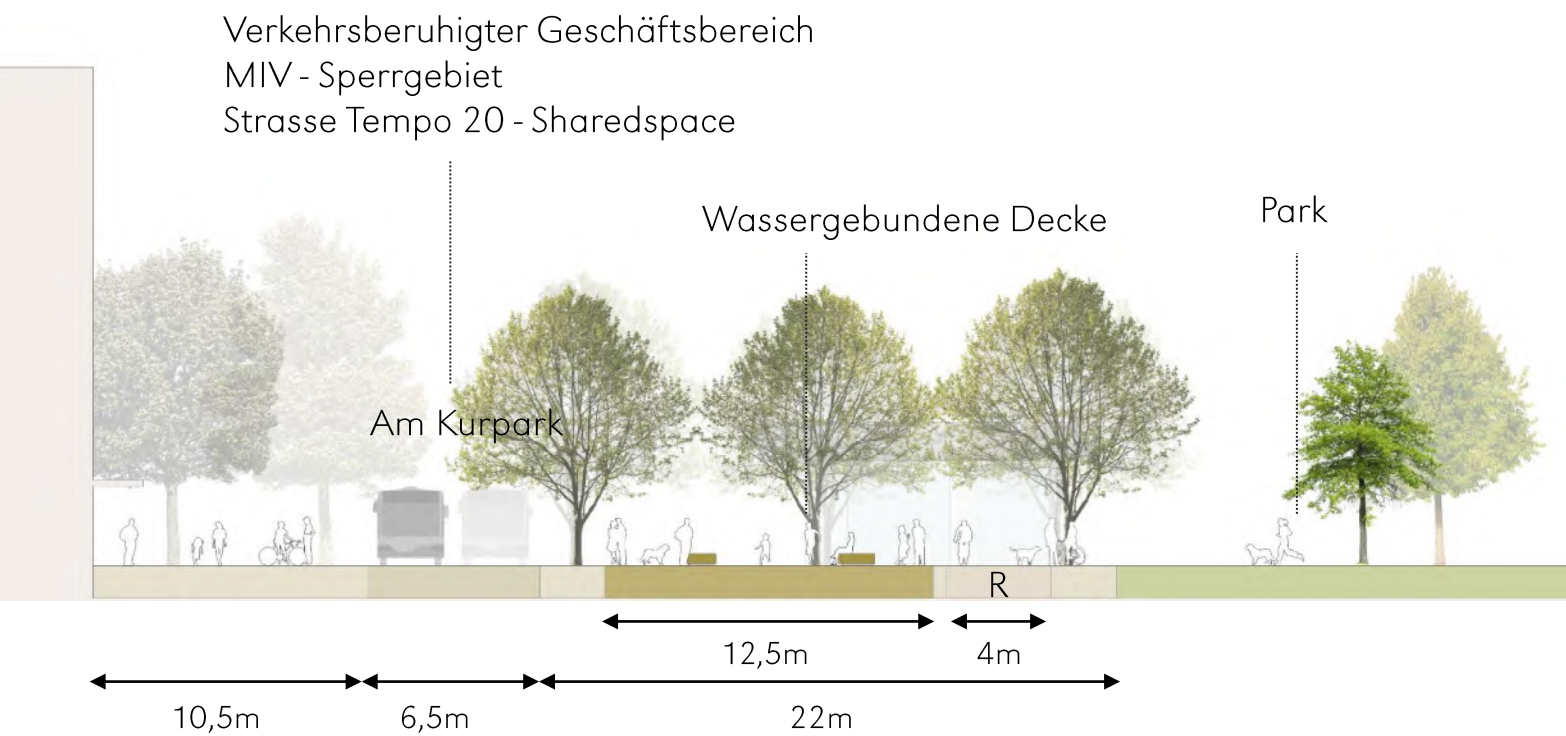 Verkehrsberuhigter Geschäftsbereich
MIV - Sperrgebiet
Strasse Tempo 20 - Sharedspace
Wassergebundene Decke
Park
Am Kurpark
R
12,5m
4m
10,5m
6,5m
22m